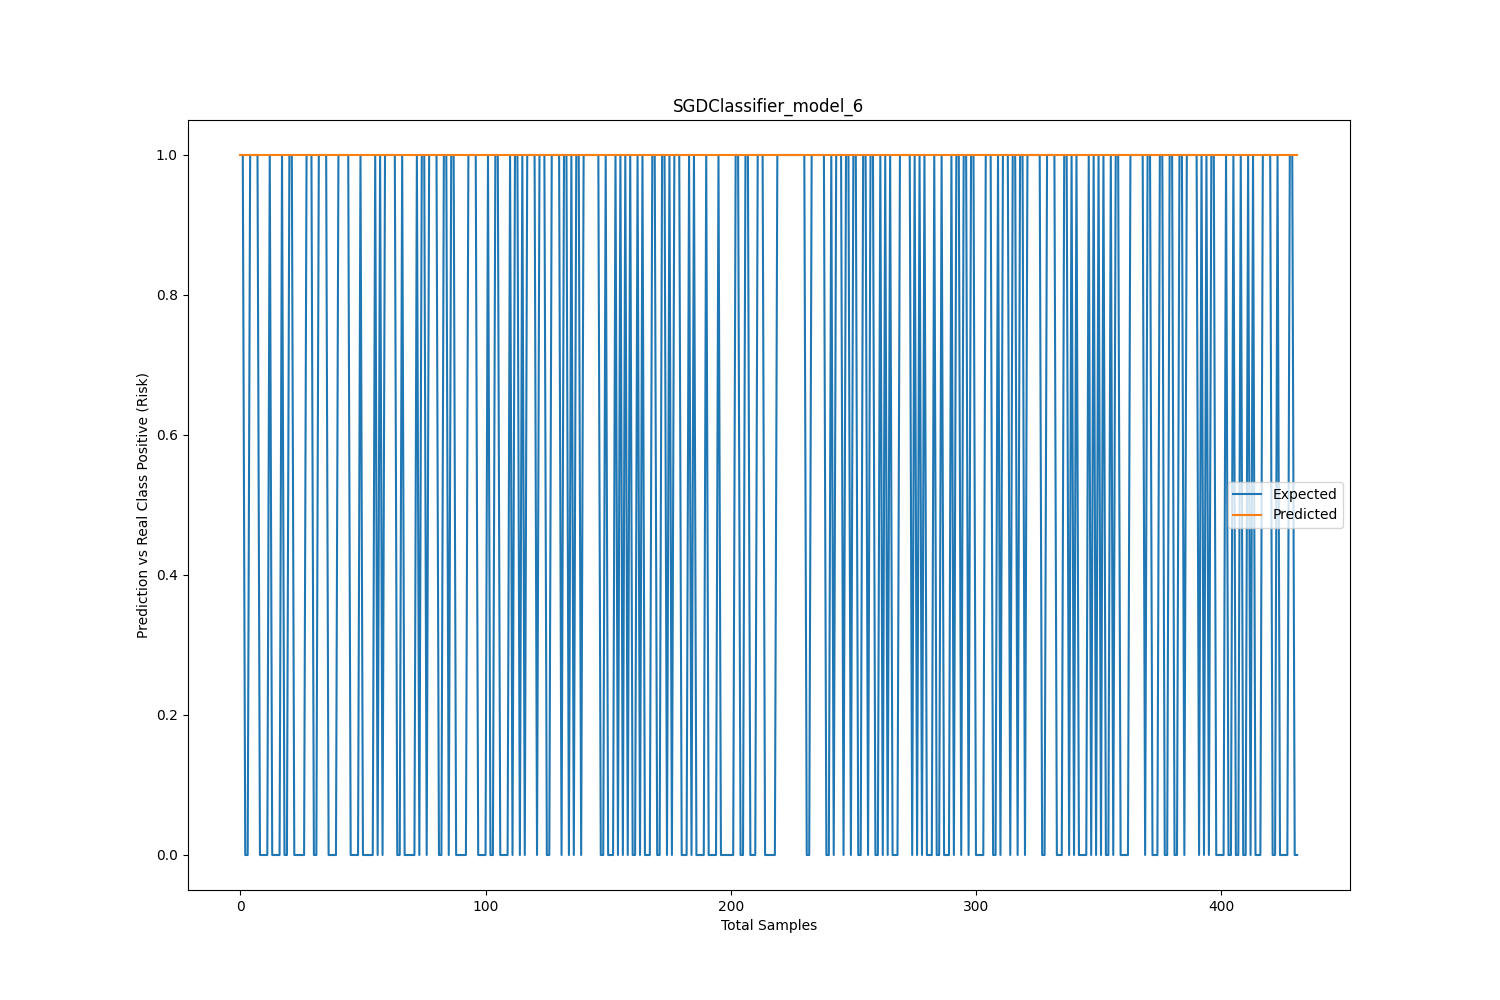 SGDClassifier_model_6
1.0
0.8
0.6
0.4
0.2
0.0
Prediction vs Real Class Positive (Risk)
Expected
Predicted
0 100 200 300 400
Total Samples